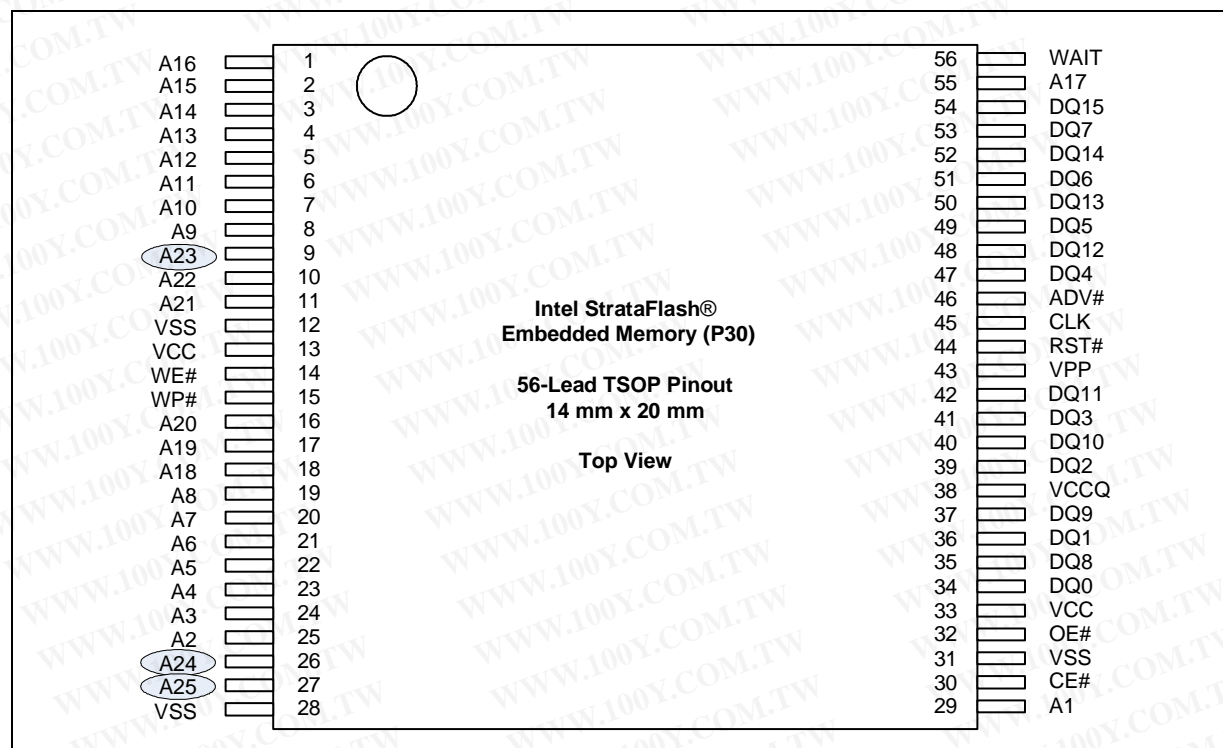 A16 1 56 WAIT
A15 2 55 A17
A14 3 54 DQ15
A13 4 53 DQ7
A12 5 52 DQ14
A11 6 51 DQ6
A10 7 50 DQ13
A9 8 49 DQ5
A23 9 48 DQ12
A22 10 47 DQ4
A21 11 46 ADV#
VSS 12 45 CLK
VCC 13 44 RST#
WE# 14 43 VPP
WP# 15 42 DQ11
A20 16 41 DQ3
A19 17 40 DQ10
A18 18 39 DQ2
A8 19 38 VCCQ
A7 20 37 DQ9
A6 21 36 DQ1
A5 22 35 DQ8
A4 23 34 DQ0
A3 24 33 VCC
A2 25 32 OE#
A24 26 31 VSS
A25 27 30 CE#
VSS 28 29 A1
Intel StrataFlash®
Embedded Memory (P30)
56-Lead TSOP Pinout
14 mm x 20 mm
Top View
WWW.100Y.COM.TW